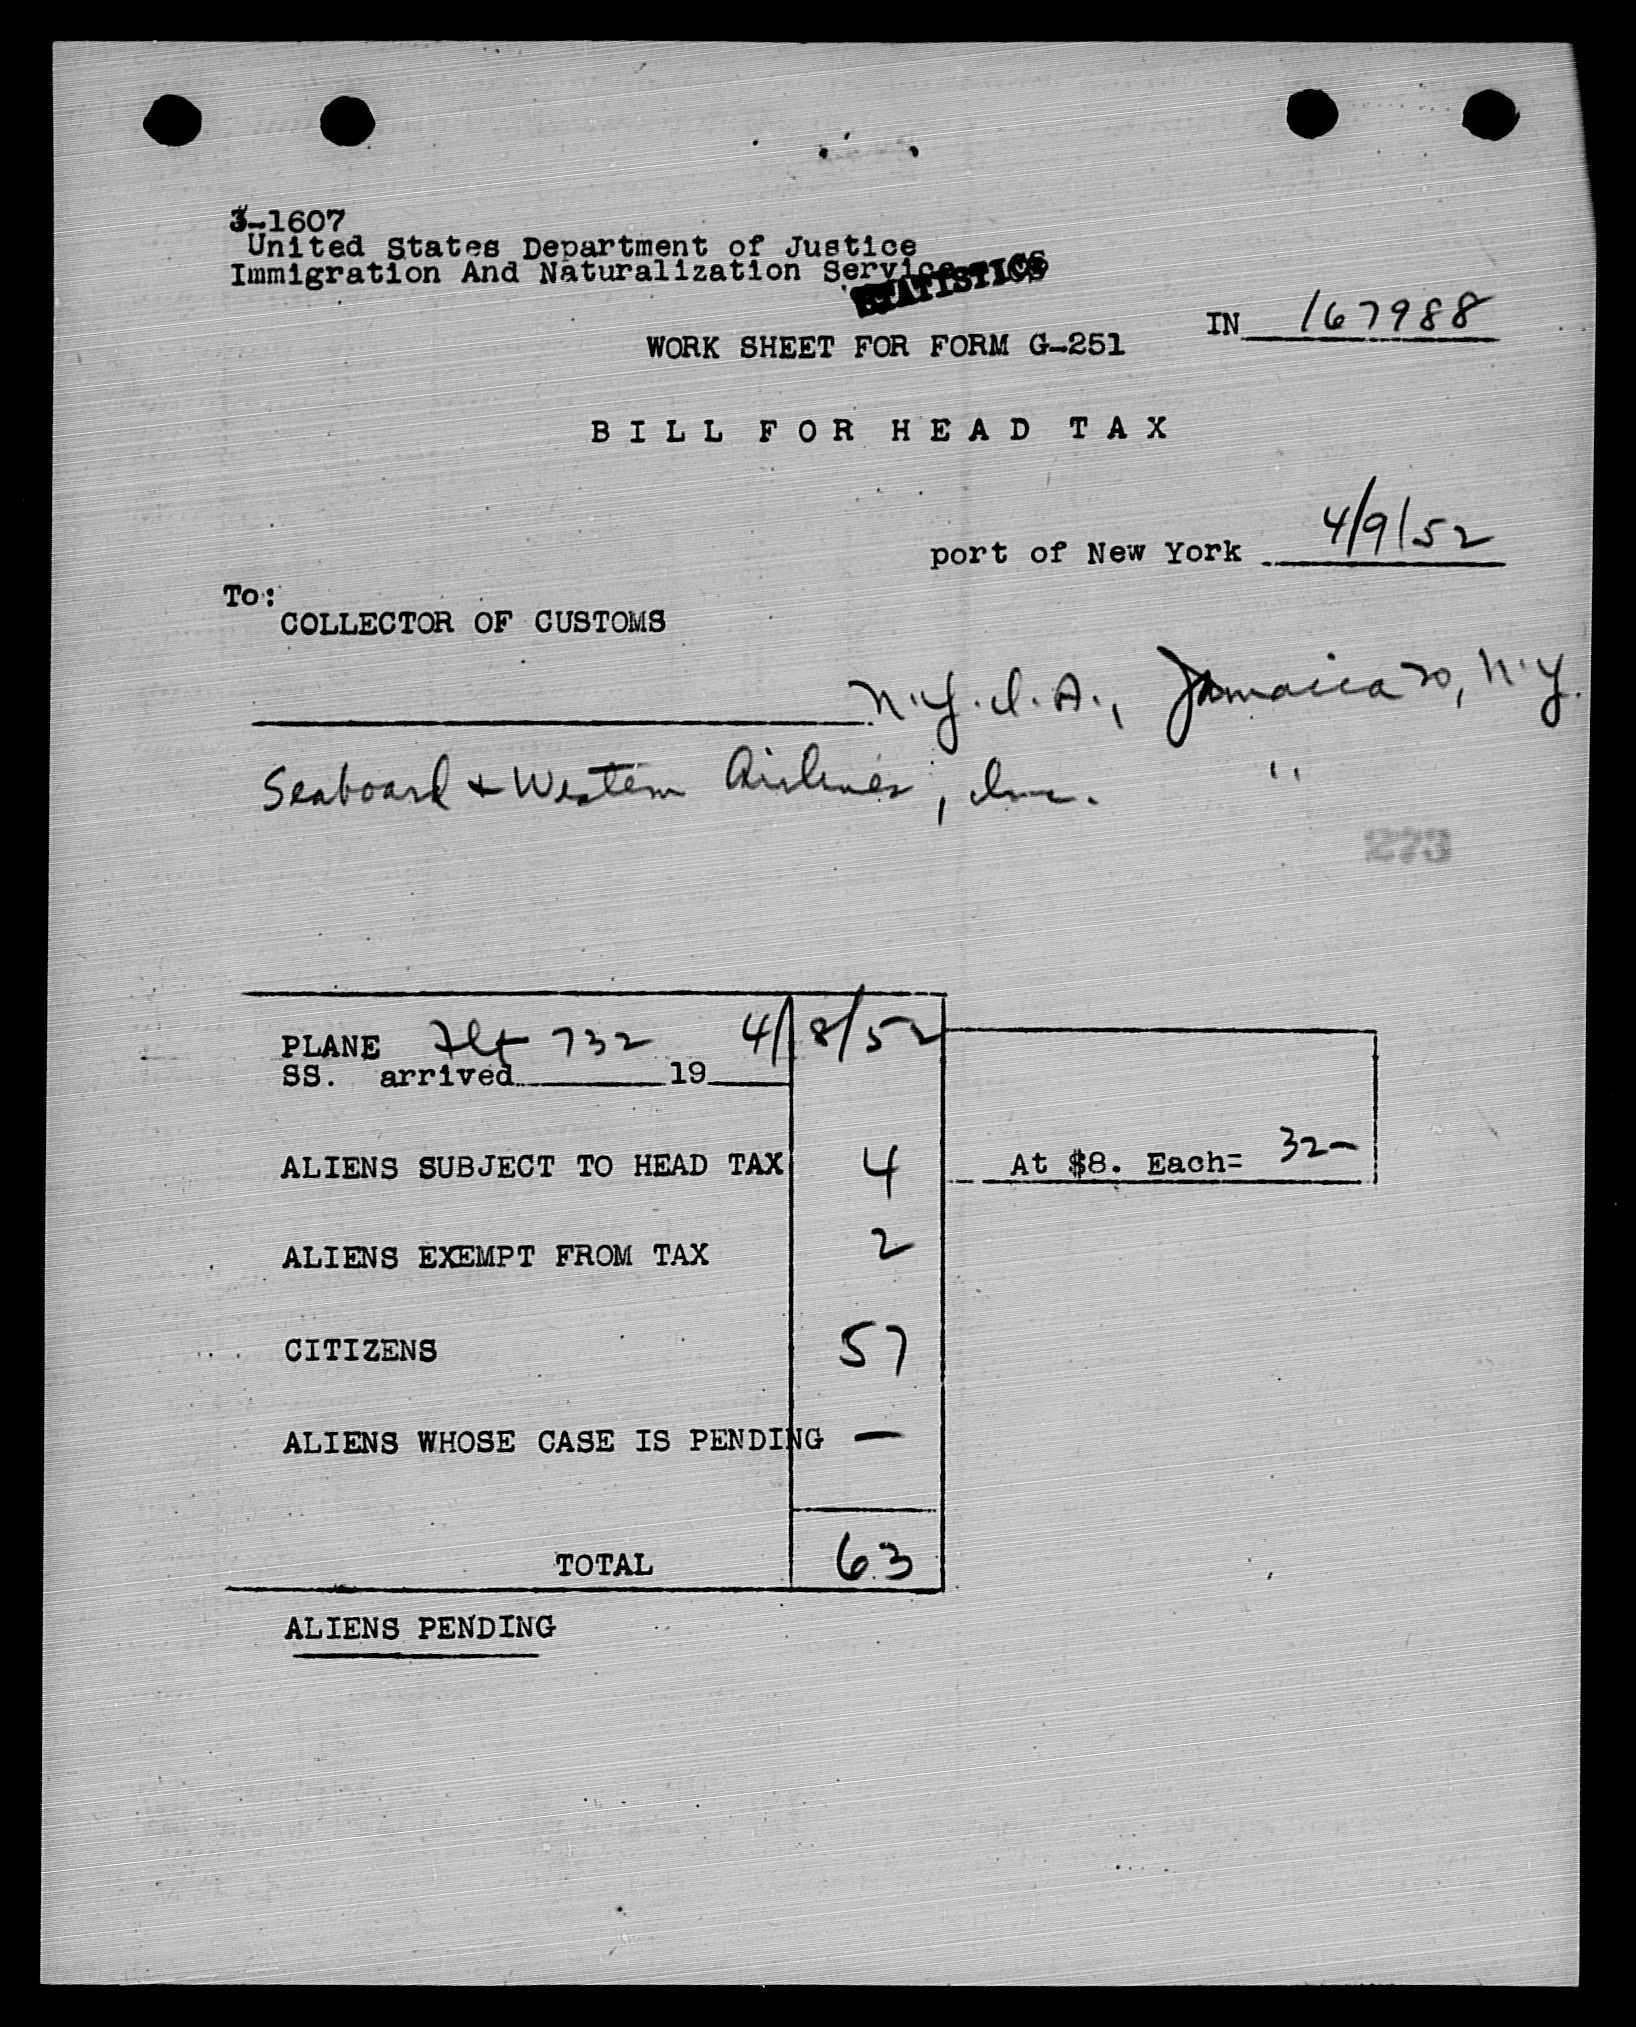 3-1607
United States Department of Justice
Immigration And Naturalization Service
STATISTICS
IN 167988
WORK SHEET FOR FORM G-251
BILL FOR HEAD TAX
port of New York 4/9/52
To:
COLLECTOR OF CUSTOMS
N.Y.I.A., Jamaica 30, N.Y.
Seaboard & Western Airlines, Inc. "
273
PLANE Flt 732 4/8/52
SS. arrived 19
ALIENS SUBJECT TO HEAD TAX 4 At $8. Each= 32-
ALIENS EXEMPT FROM TAX 2
CITIZENS 57
ALIENS WHOSE CASE IS PENDING —
TOTAL 63
ALIENS PENDING